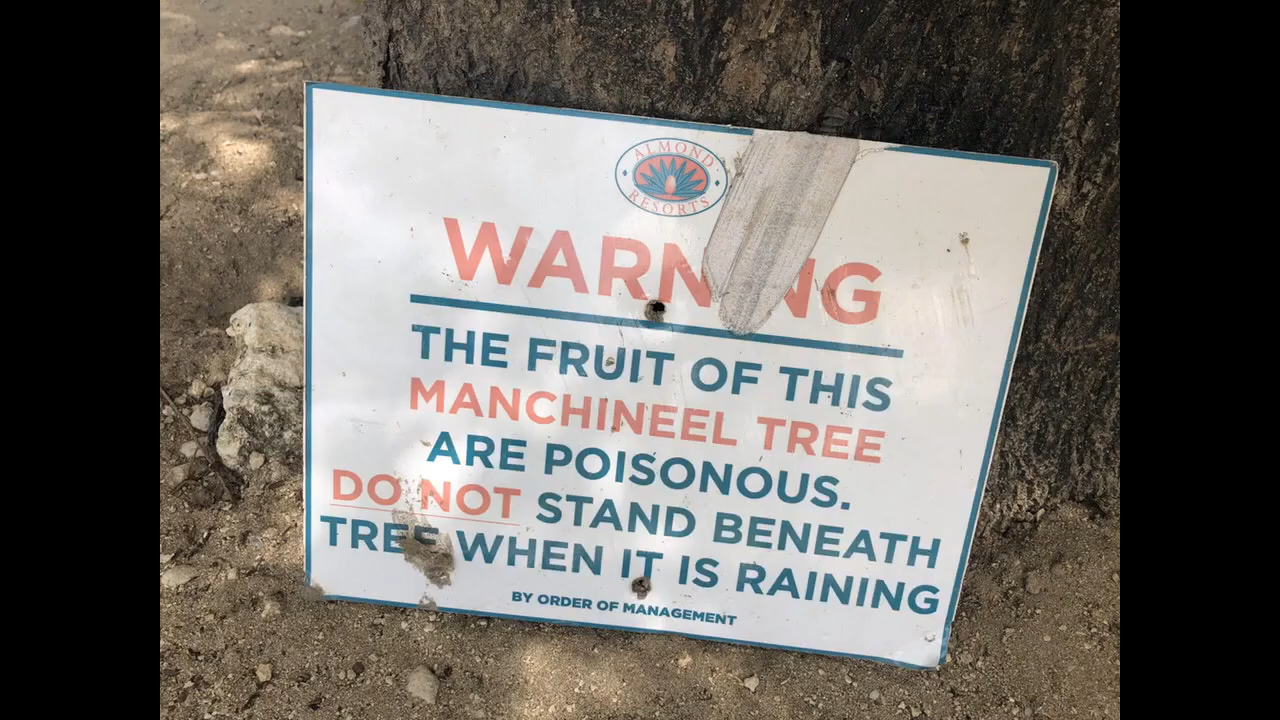 ALMOND
RESORTS
WARNING
THE FRUIT OF THIS
MANCHINEEL TREE
ARE POISONOUS.
DO NOT STAND BENEATH
TREE WHEN IT IS RAINING
BY ORDER OF MANAGEMENT